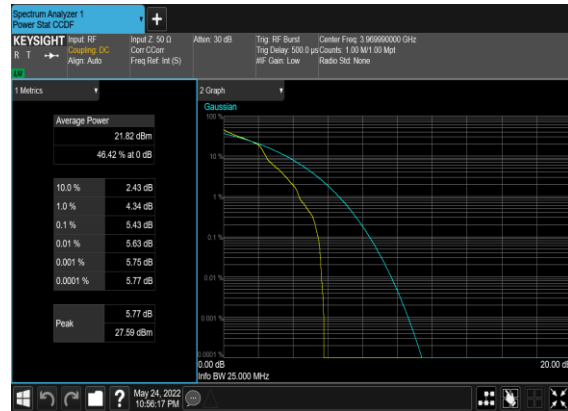 Spectrum Analyzer 1
Power Stat CCDF
+
KEYSIGHT
R T
LXI
Input: RF
Coupling: DC
Align: Auto
Input Z: 50 Ω
Corr CCorr
Freq Ref: Int (S)
Atten: 30 dB
Trig: RF Burst
Trig Delay: 500.0 µs
#IF Gain: Low
Center Freq: 3.969990000 GHz
Counts: 1.00 M/1.00 Mpt
Radio Std: None
1 Metrics
Average Power
21.82 dBm
46.42 % at 0 dB
10.0 % 2.43 dB
1.0 % 4.34 dB
0.1 % 5.43 dB
0.01 % 5.63 dB
0.001 % 5.75 dB
0.0001 % 5.77 dB
Peak
5.77 dB
27.59 dBm
2 Graph
Gaussian
100 %
10 %
1 %
0.1 %
0.01 %
0.001 %
0.0001 %
0.00 dB
20.00 dB
Info BW 25.000 MHz
?
May 24, 2022
10:56:17 PM